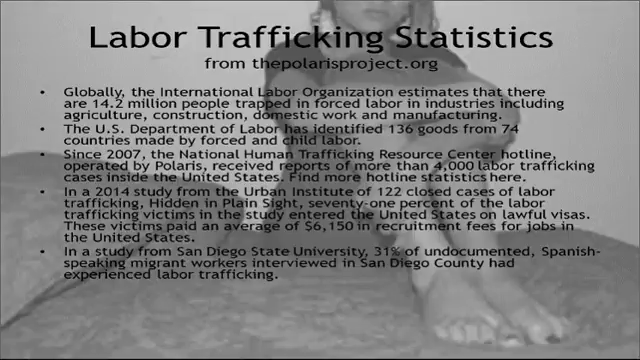 Labor Trafficking Statistics
from thepolarisproject.org
• Globally, the International Labor Organization estimates that there
are 14.2 million people trapped in forced labor in industries including
agriculture, construction, domestic work and manufacturing.
• The U.S. Department of Labor has identified 136 goods from 74
countries made by forced and child labor.
• Since 2007, the National Human Trafficking Resource Center hotline,
operated by Polaris, received reports of more than 4,000 labor trafficking
cases inside the United States. Find more hotline statistics here.
• In a 2014 study from the Urban Institute of 122 closed cases of labor
trafficking, Hidden in Plain Sight, seventy-one percent of the labor
trafficking victims in the study entered the United States on lawful visas.
These victims paid an average of $6,150 in recruitment fees for jobs in
the United States.
• In a study from San Diego State University, 31% of undocumented, Spanish-
speaking migrant workers interviewed in San Diego County had
experienced labor trafficking.